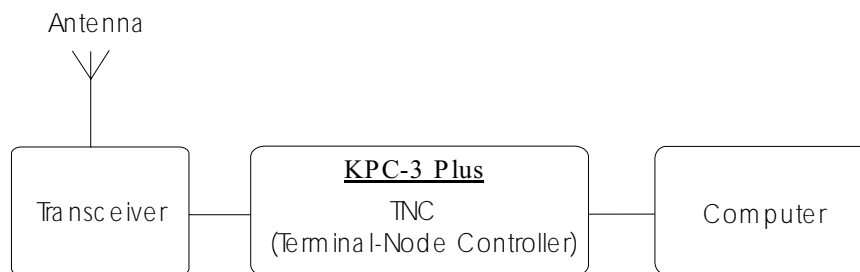 Antenna
KPC-3 Plus
Transceiver
TNC
(Terminal-Node Controller)
Computer